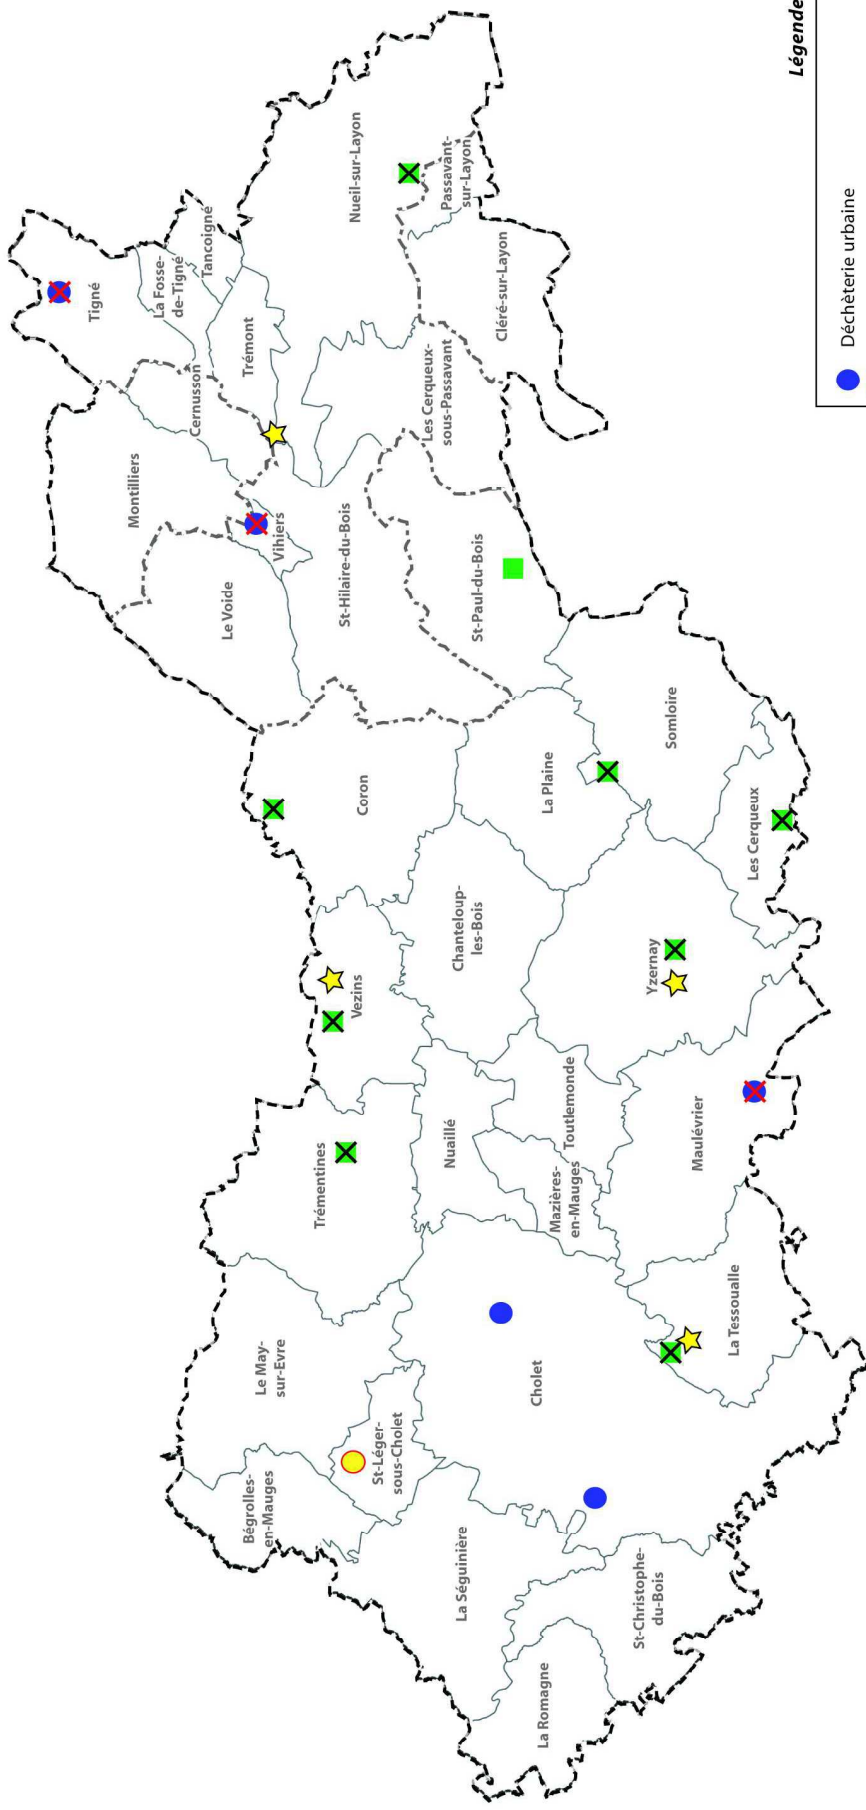 Tigné
La Fosse-
de-Tigné
Tancoigné
Nueil-sur-Layon
Passavant-
sur-Layon
Cléré-sur-Layon
Trémont
Cernusson
Montilliers
Les Cerqueux-
sous-Passavant
Vihiers
Le Voide
St-Hilaire-du-Bois
St-Paul-du-Bois
Somloire
La Plaine
Coron
Les Cerqueux
Chanteloup-
les-Bois
Vezins
Yzernay
Trémentines
Nuaillé
Toutlemonde
Mazières-
en-Mauges
Maulévrier
La Tessoualle
Le May-
sur-Evre
Cholet
St-Léger-
sous-Cholet
Bégrolles-
en-Mauges
La Séguinière
St-Christophe-
du-Bois
La Romagne
Légende
Déchèterie urbaine